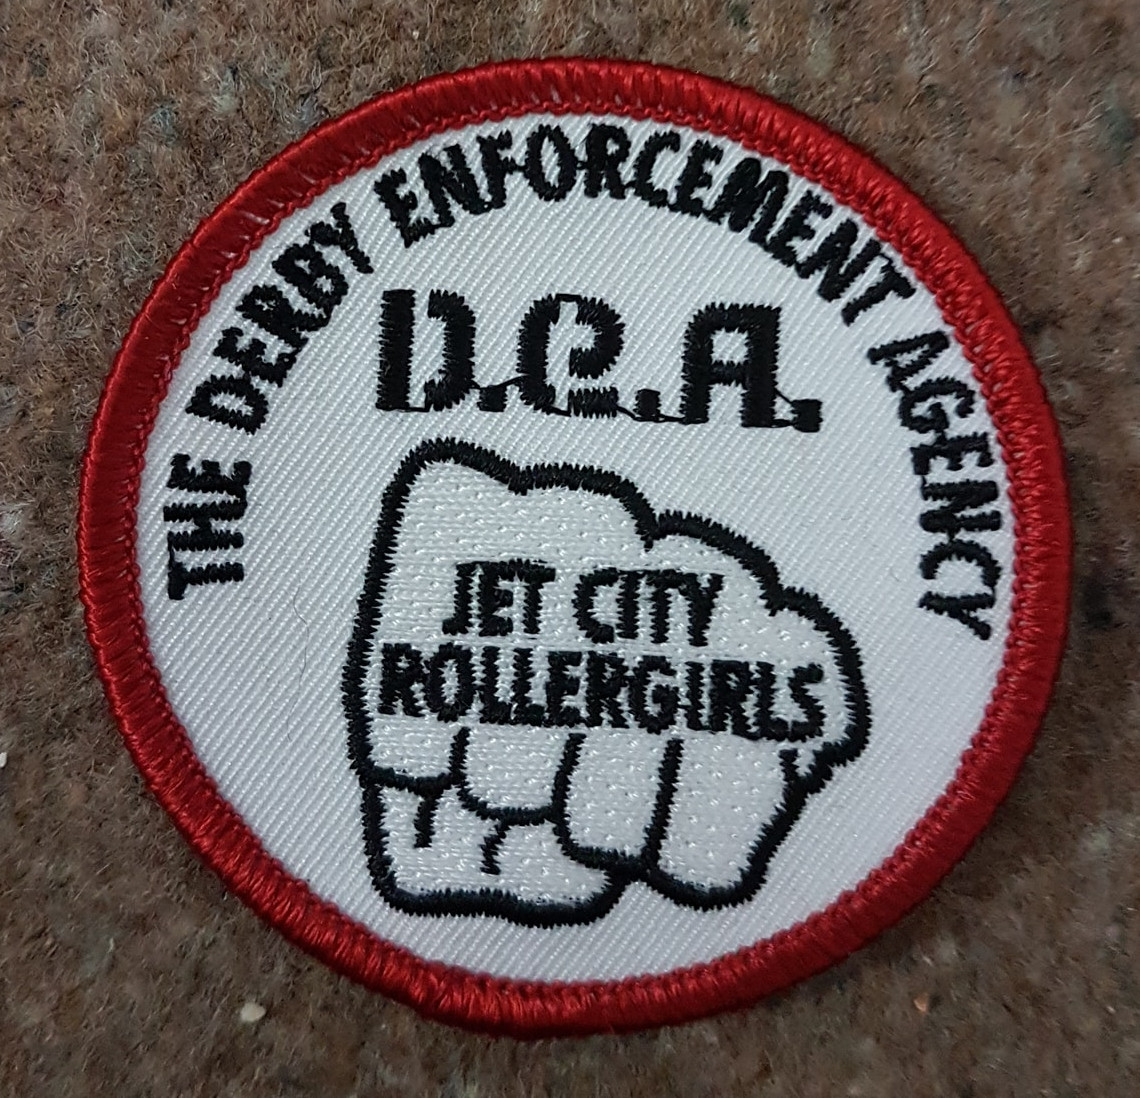 THE DERBY ENFORCEMENT AGENCY
D.E.A.
JET CITY
ROLLERGIRLS